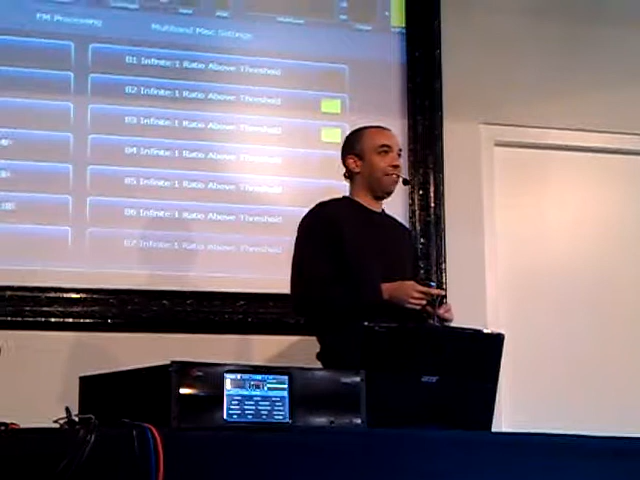 FM Processing
Multiband Misc Settings
B1 Infinite:1 Ratio Above Threshold
B2 Infinite:1 Ratio Above Threshold
B3 Infinite:1 Ratio Above Threshold
B4 Infinite:1 Ratio Above Threshold
B5 Infinite:1 Ratio Above Threshold
B6 Infinite:1 Ratio Above Threshold
B7 Infinite:1 Ratio Above Threshold
acer